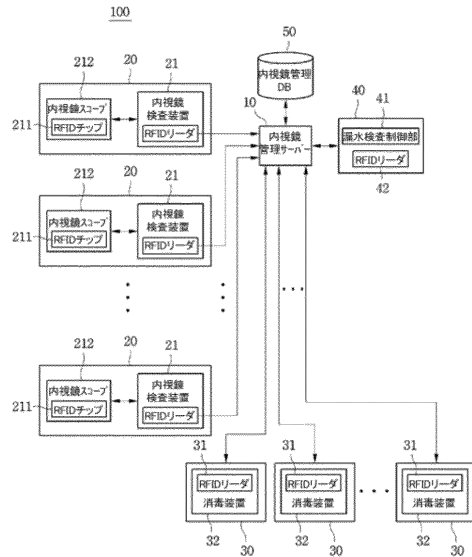 100
50
内視鏡管理
DB
10
内視鏡
管理サーバー
40
41
漏水検査制御部
RFIDリーダ
42
20
212
21
内視鏡スコープ
211
RFIDチップ
内視鏡
検査装置
RFIDリーダ
20
212
21
内視鏡スコープ
211
RFIDチップ
内視鏡
検査装置
RFIDリーダ
20
212
21
内視鏡スコープ
211
RFIDチップ
内視鏡
検査装置
RFIDリーダ
31
RFIDリーダ
消毒装置
32
30
31
RFIDリーダ
消毒装置
32
30
31
RFIDリーダ
消毒装置
32
30